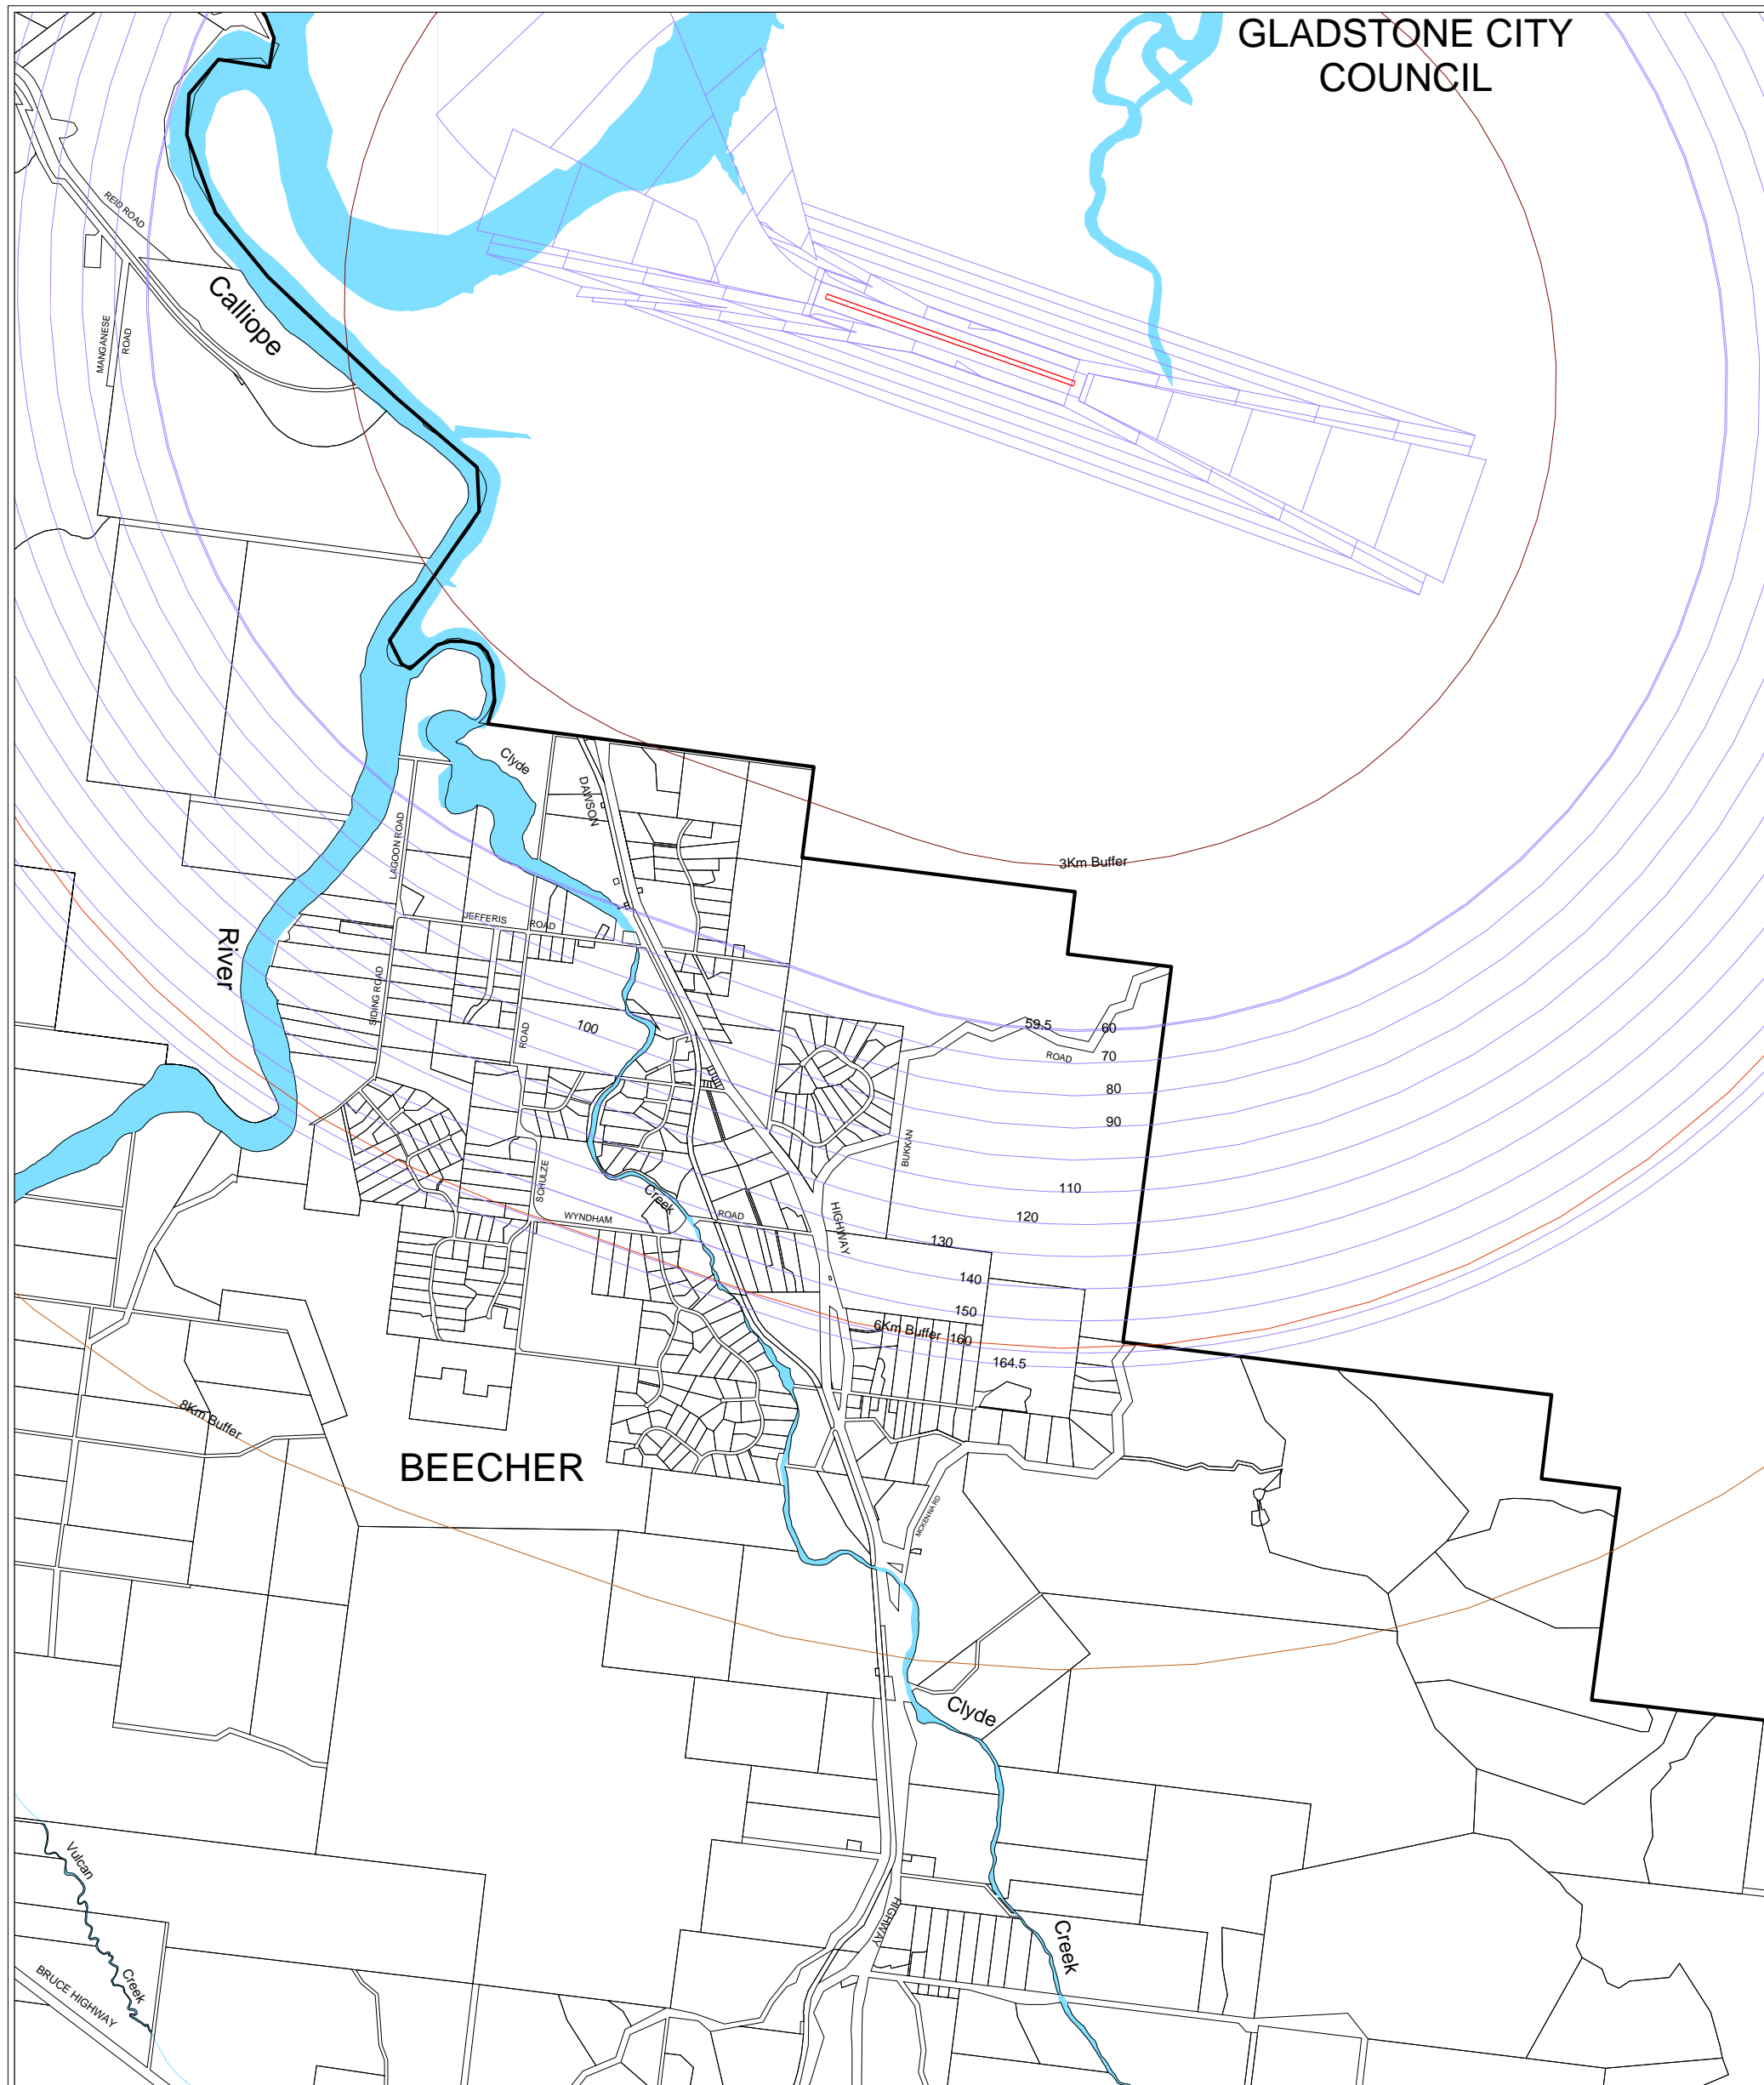 GLADSTONE CITY
COUNCIL
REID ROAD
MANGANESE
ROAD
Calliope
Clyde
DAWSON
LAGOON ROAD
3Km Buffer
JEFFERIS
ROAD
River
SIDING ROAD
ROAD
100
59.5
60
ROAD
70
80
90
BUKAN
SCHULZE
Creek
WYNDHAM
ROAD
HIGHWAY
110
120
130
140
150
6Km Buffer
160
164.5
8Km Buffer
BEECHER
MCKENNA RD
Clyde
Vulcan
Creek
HIGHWAY
Creek
BRUCE HIGHWAY